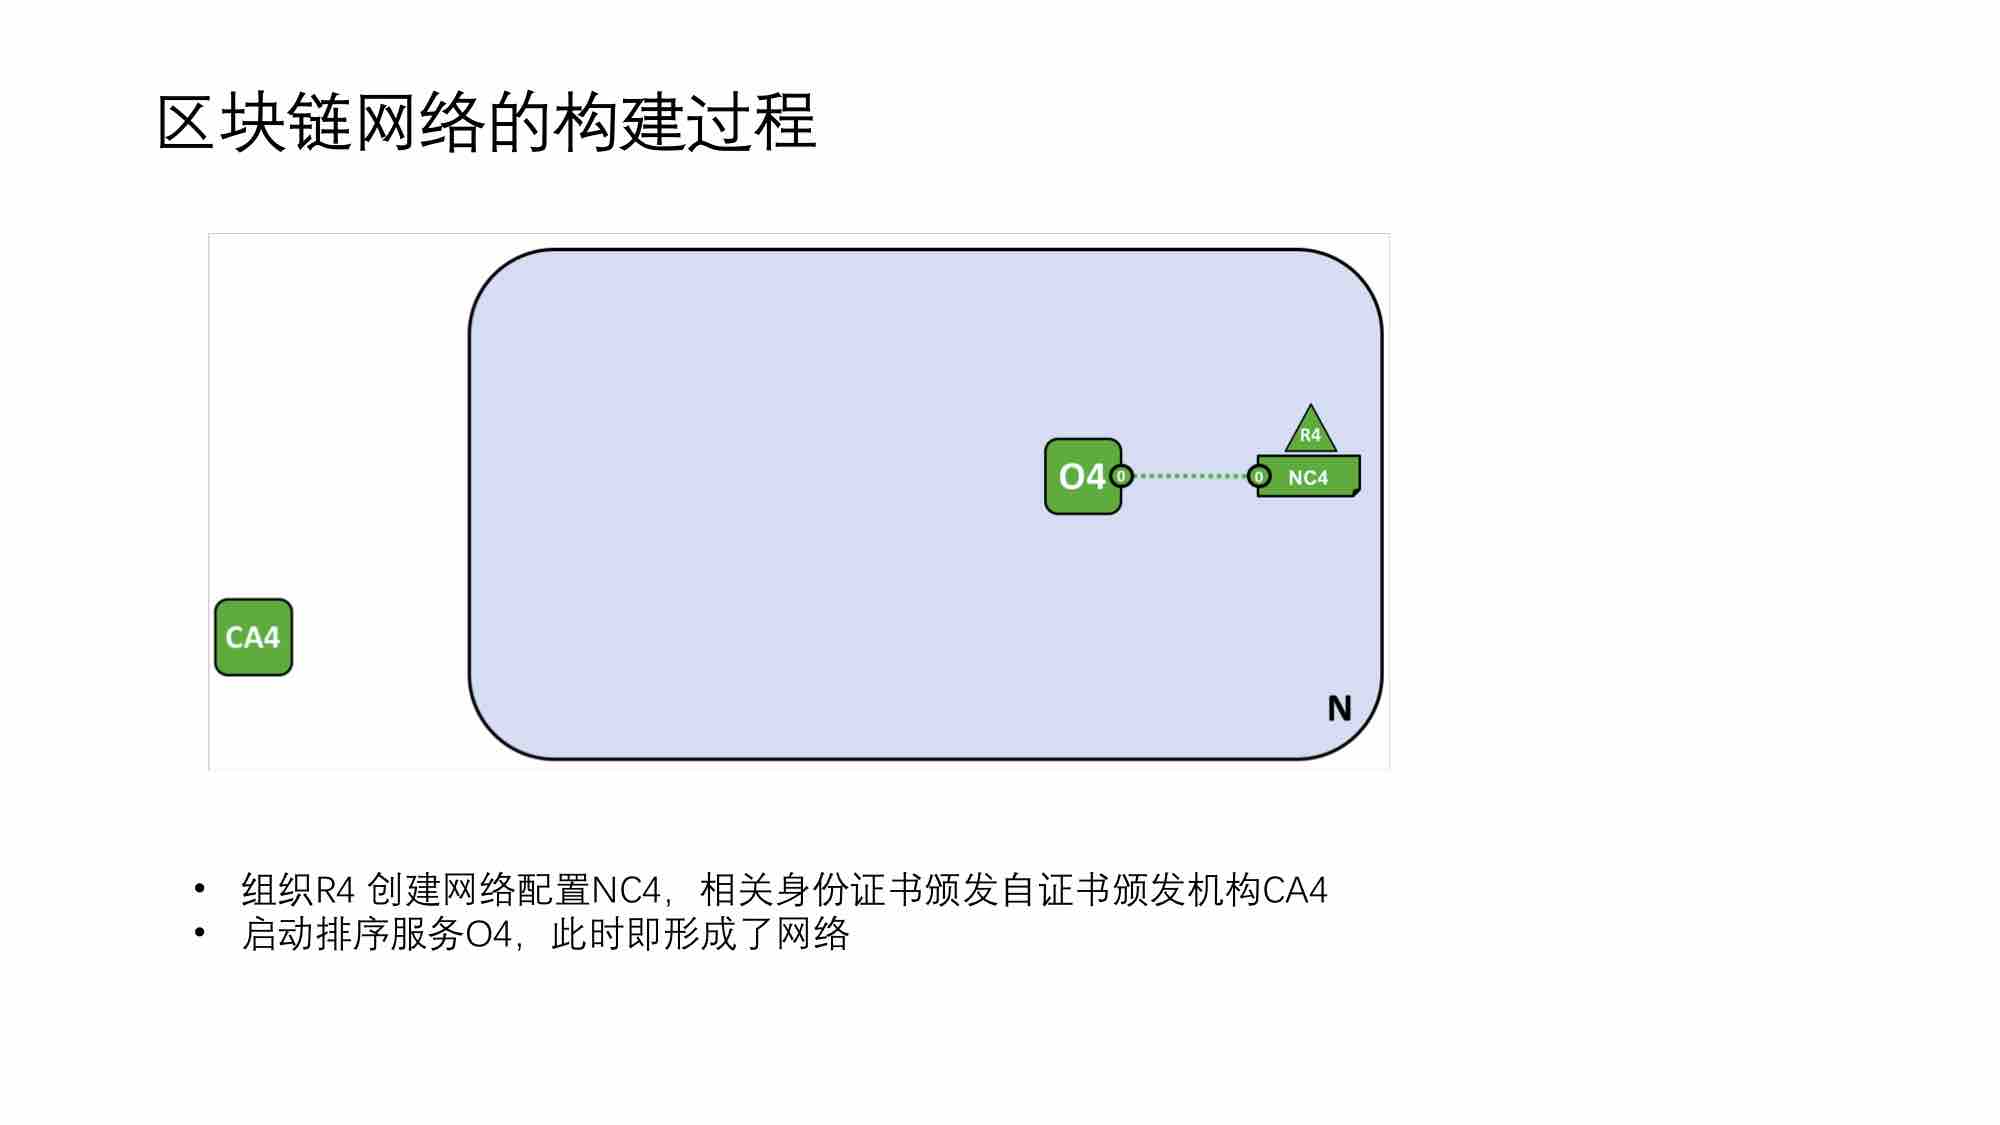 区块链网络的构建过程
R4
O4 0 0 NC4
CA4
N
• 组织R4 创建网络配置NC4，相关身份证书颁发自证书颁发机构CA4
• 启动排序服务O4，此时即形成了网络